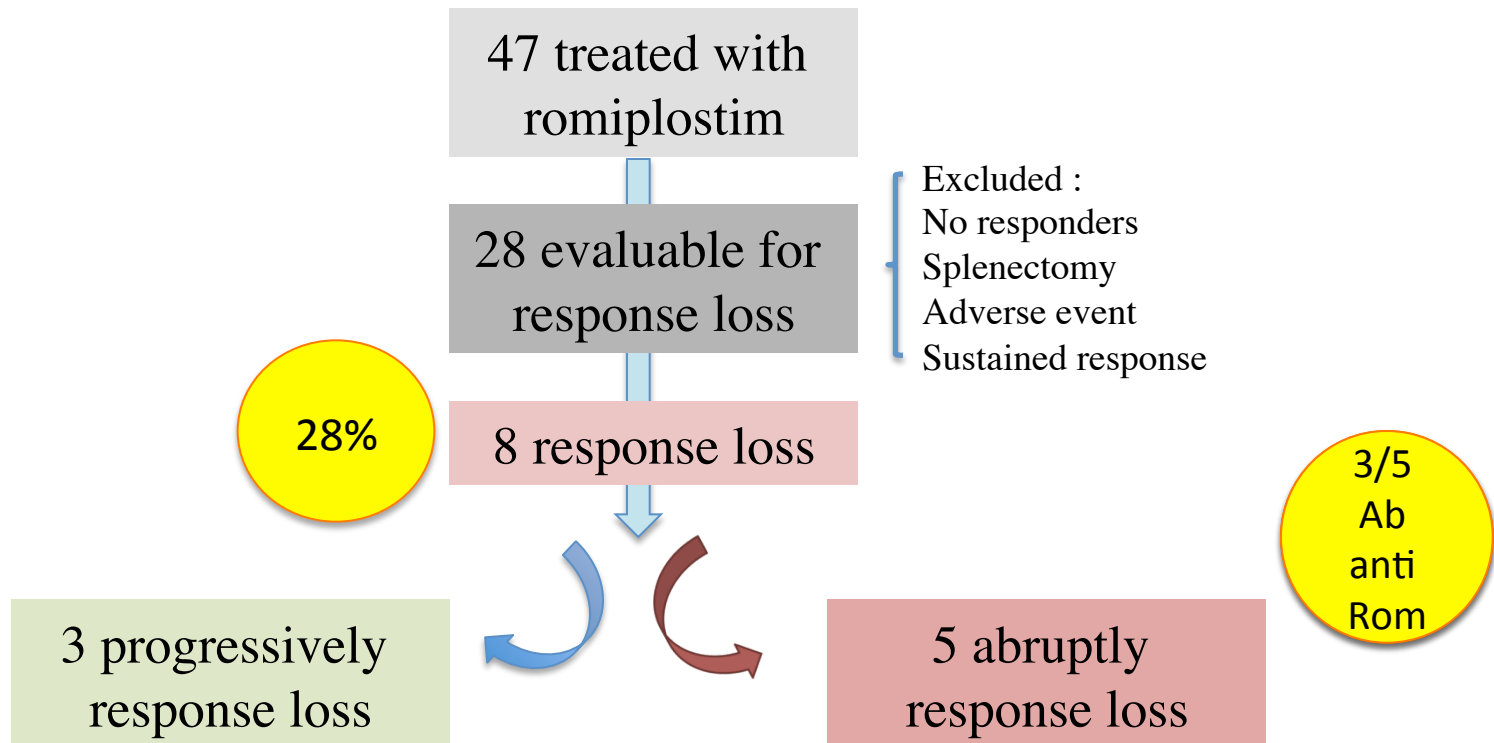 47 treated with
romiplostim
Excluded :
No responders
Splenectomy
Adverse event
Sustained response
28 evaluable for
response loss
28%
8 response loss
3/5
Ab
anti
Rom
3 progressively
response loss
5 abruptly
response loss